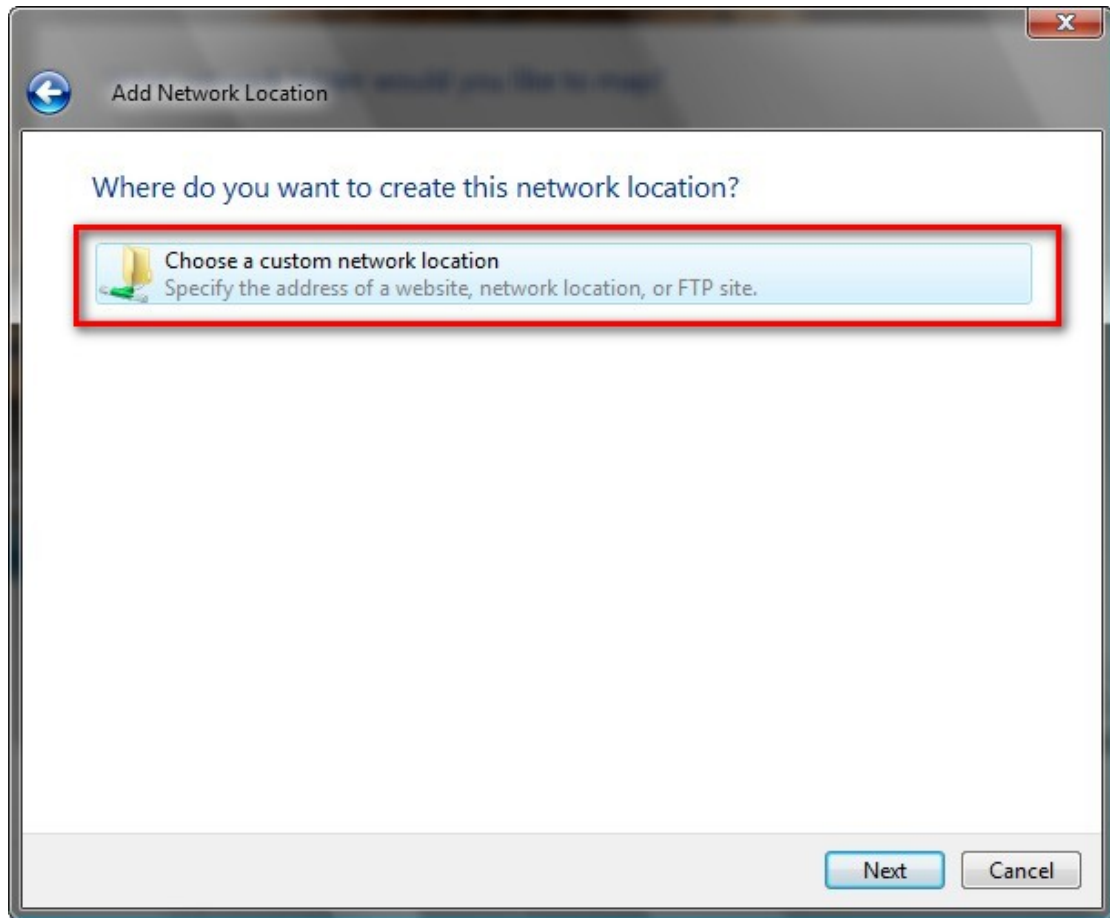 Add Network Location
Where do you want to create this network location?
Choose a custom network location
Specify the address of a website, network location, or FTP site.
Next
Cancel